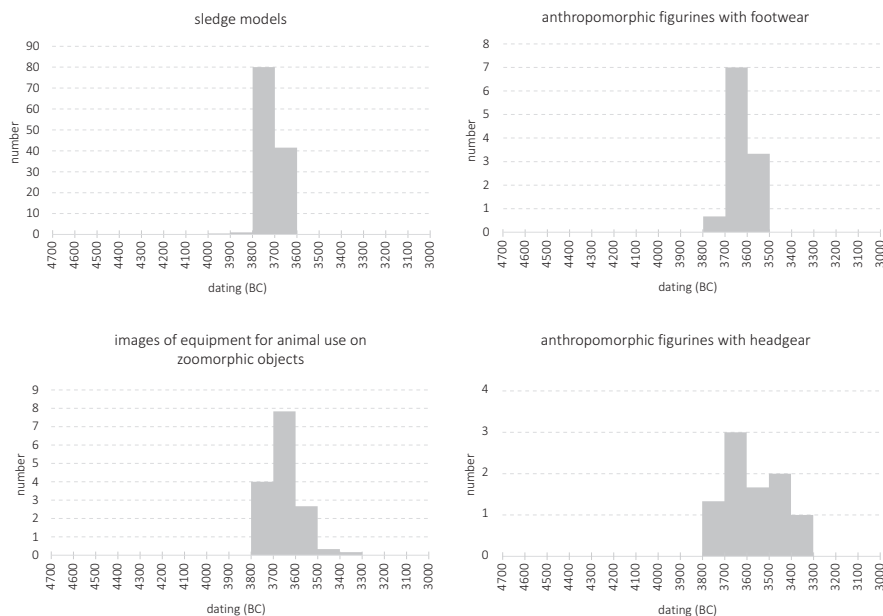 sledge models
90
80
70
60
50
40
30
20
10
0
number
4700 4500 4400 4300 4200 4100 4000 3900 3800 3700 3600 3500 3400 3300 3200 3100 3000
dating (BC)
anthropomorphic figurines with footwear
8
7
6
5
4
3
2
1
0
number
4700 4500 4400 4300 4200 4100 4000 3900 3800 3700 3600 3500 3400 3300 3200 3100 3000
dating (BC)
images of equipment for animal use on
zoomorphic objects
9
8
7
6
5
4
3
2
1
0
number
4700 4500 4400 4300 4200 4100 4000 3900 3800 3700 3600 3500 3400 3300 3200 3100 3000
dating (BC)
anthropomorphic figurines with headgear
4
3
2
1
0
number
4700 4500 4400 4300 4200 4100 4000 3900 3800 3700 3600 3500 3400 3300 3200 3100 3000
dating (BC)